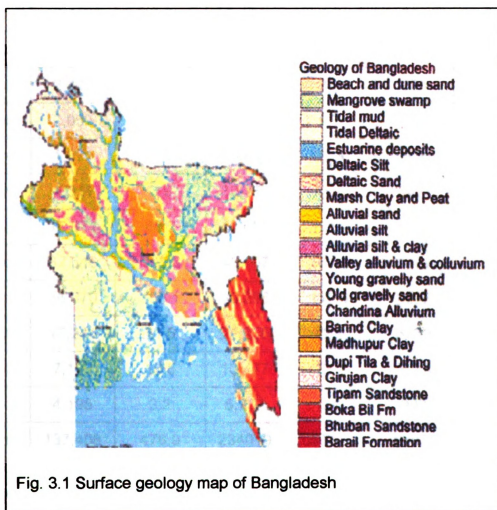 Geology of Bangladesh
Beach and dune sand
Mangrove swamp
Tidal mud
Tidal Deltaic
Estuarine deposits
Deltaic Silt
Deltaic Sand
Marsh Clay and Peat
Alluvial sand
Alluvial silt
Alluvial silt & clay
Valley alluvium & colluvium
Young gravelly sand
Old gravelly sand
Chandina Alluvium
Barind Clay
Madhupur Clay
Dupi Tila & Dihing
Girujan Clay
Tipam Sandstone
Boka Bil Fm
Bhuban Sandstone
Barail Formation
Fig. 3.1 Surface geology map of Bangladesh